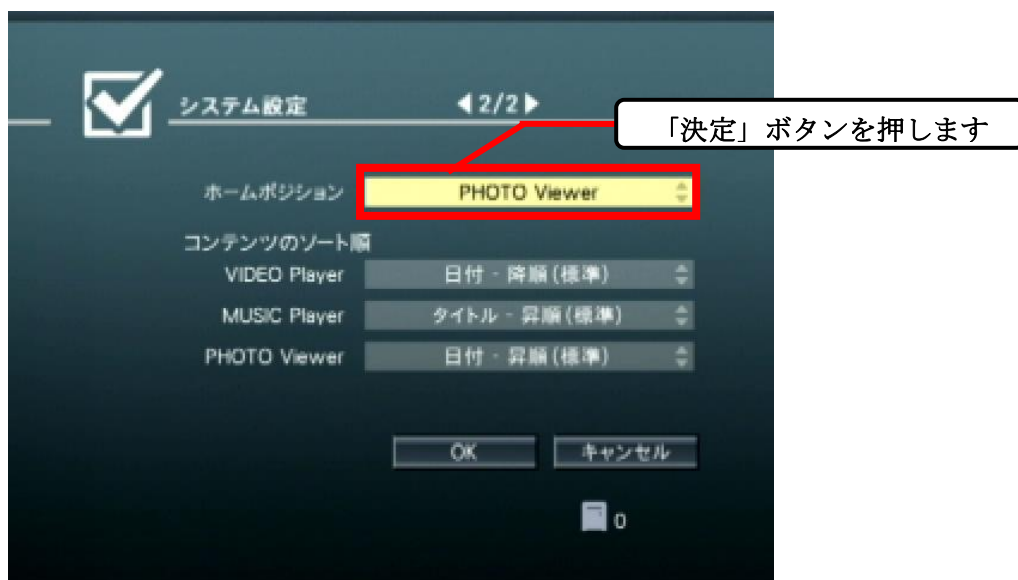 システム設定 ◀2/2▶
「決定」ボタンを押します
ホームポジション PHOTO Viewer
コンテンツのソート順
VIDEO Player 日付 - 降順(標準)
MUSIC Player タイトル - 昇順(標準)
PHOTO Viewer 日付 - 昇順(標準)
OK キャンセル
0